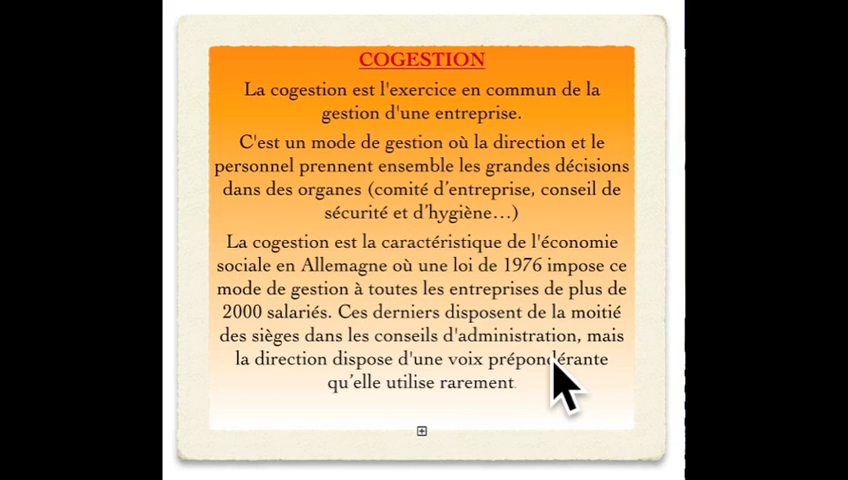 COGESTION
La cogestion est l'exercice en commun de la
gestion d'une entreprise.
C'est un mode de gestion où la direction et le
personnel prennent ensemble les grandes décisions
dans des organes (comité d’entreprise, conseil de
sécurité et d’hygiène…)
La cogestion est la caractéristique de l'économie
sociale en Allemagne où une loi de 1976 impose ce
mode de gestion à toutes les entreprises de plus de
2000 salariés. Ces derniers disposent de la moitié
des sièges dans les conseils d'administration, mais
la direction dispose d'une voix prépondérante
qu’elle utilise rarement.